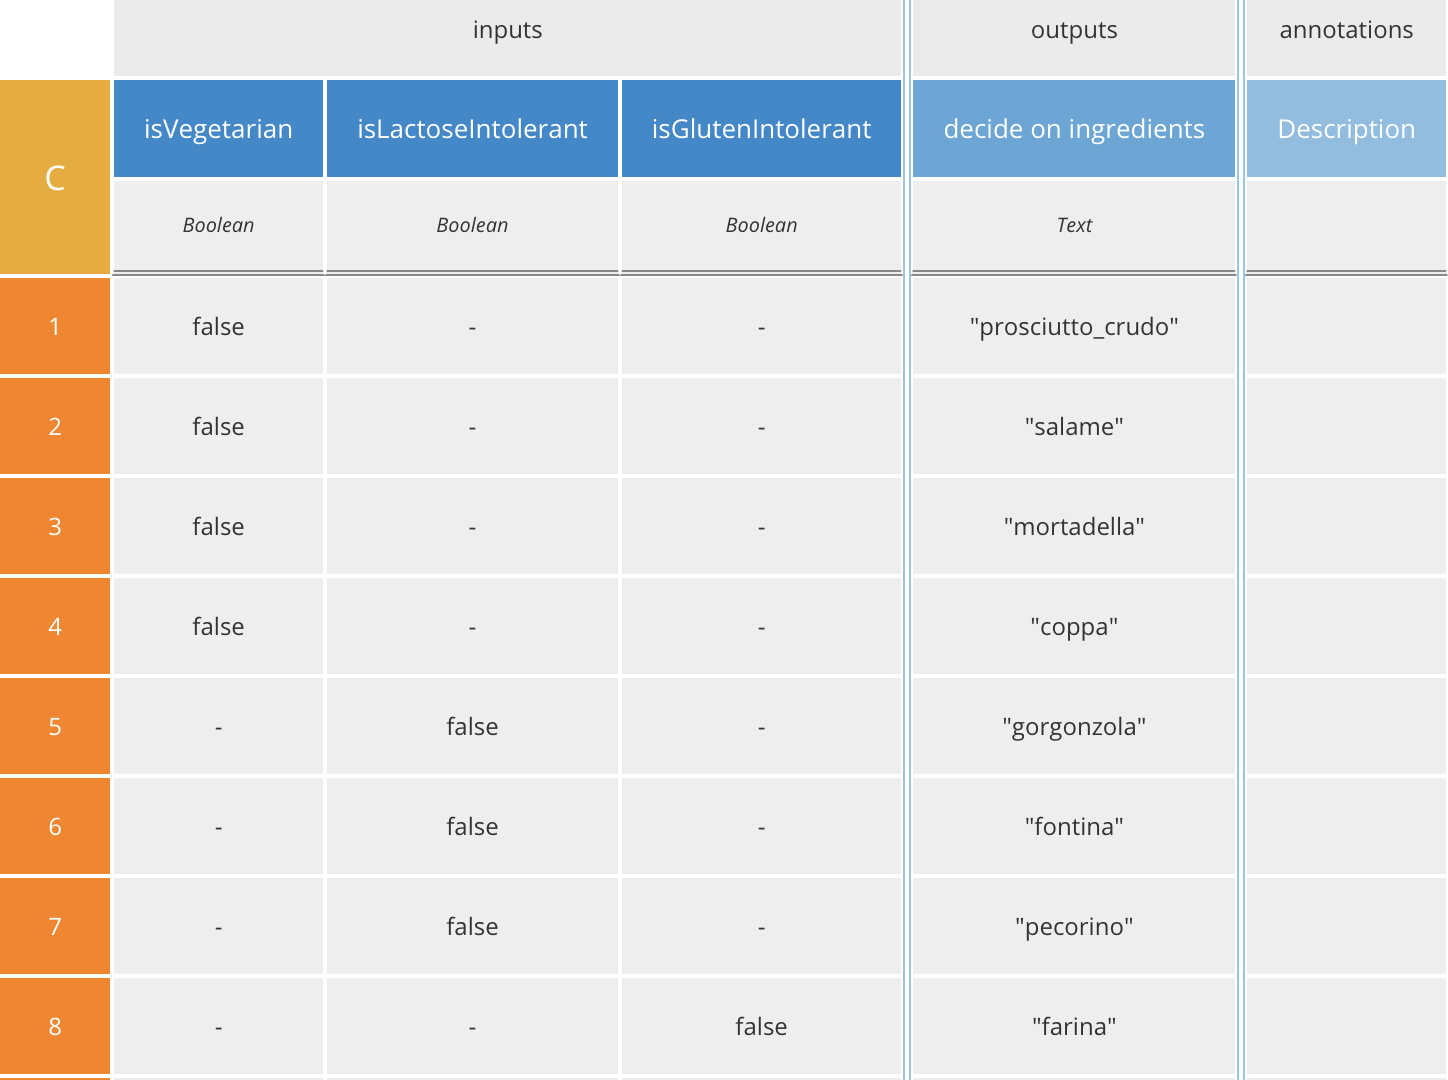 inputs outputs annotations
C isVegetarian isLactoseIntolerant isGlutenIntolerant decide on ingredients Description
Boolean Boolean Boolean Text
1 false - - "prosciutto_crudo"
2 false - - "salame"
3 false - - "mortadella"
4 false - - "coppa"
5 - false - "gorgonzola"
6 - false - "fontina"
7 - false - "pecorino"
8 - - false "farina"